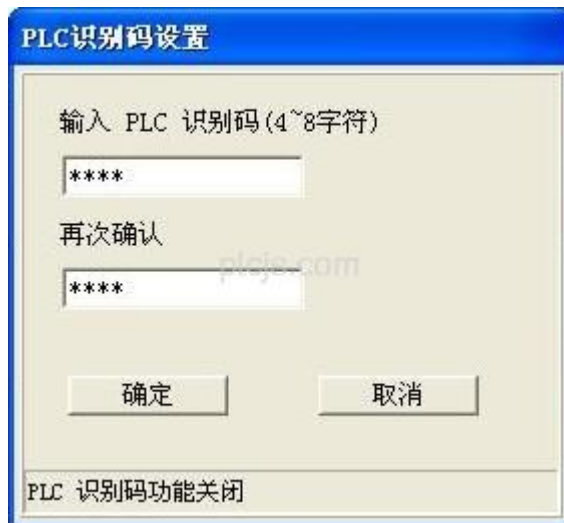 PLC识别码设置
输入 PLC 识别码(4~8字符)
****
再次确认
plcjs.com
****
确定 取消
PLC 识别码功能关闭